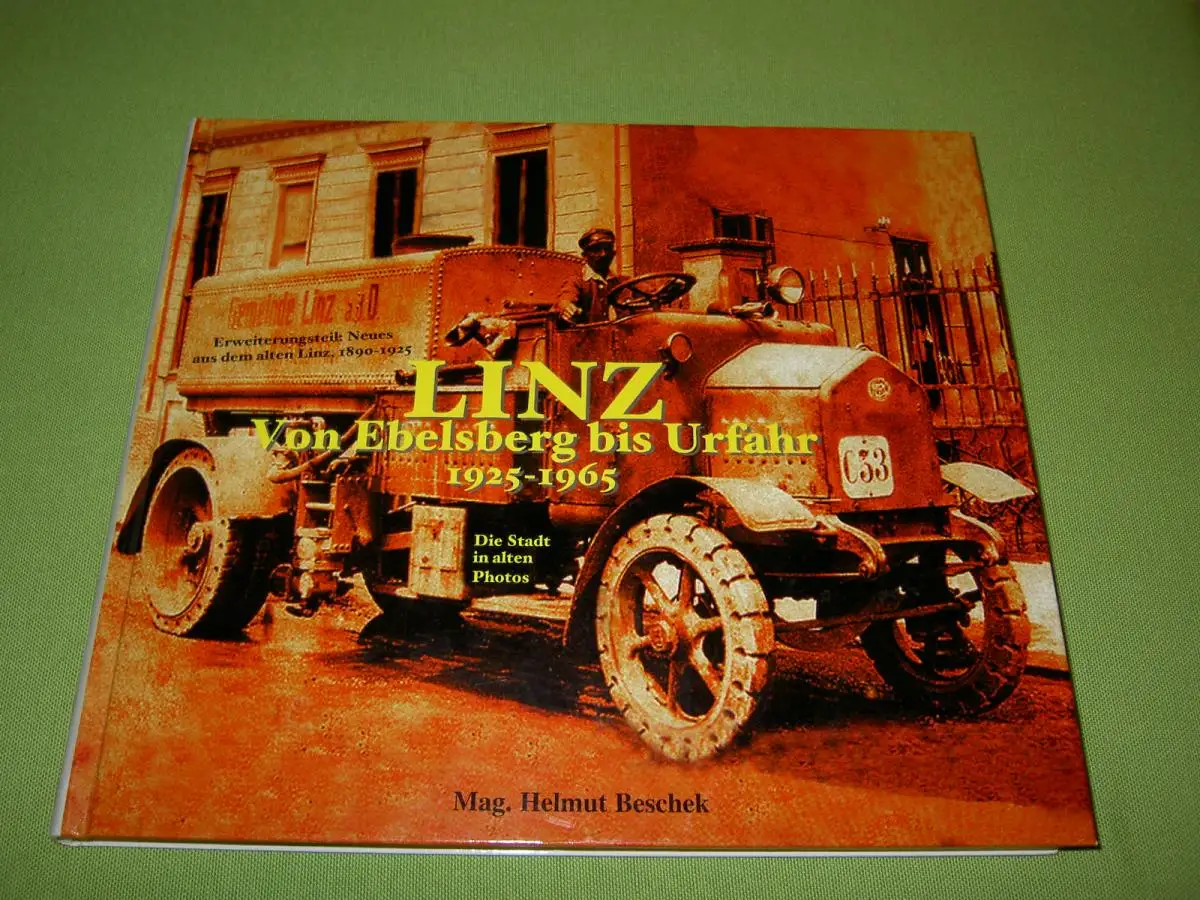 Gemeinde Linz a/D
Erweiterungsteil: Neues
aus dem alten Linz, 1890-1925
LINZ
Von Ebelsberg bis Urfahr
1925-1965
Die Stadt
in alten
Photos
C33
Mag. Helmut Beschek